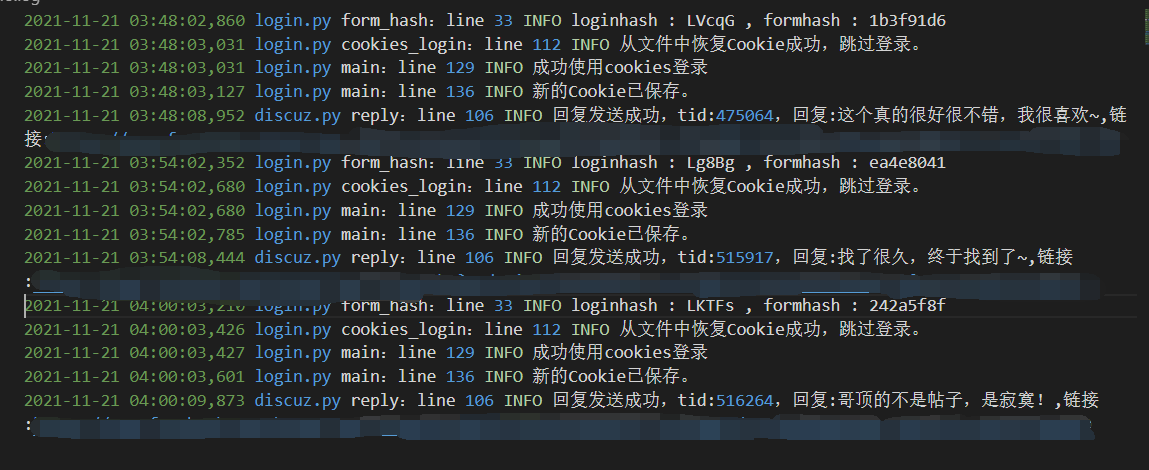 2021-11-21 03:48:02,860 login.py form_hash：line 33 INFO loginhash : LVcqG , formhash : 1b3f91d6
2021-11-21 03:48:03,031 login.py cookies_login：line 112 INFO 从文件中恢复Cookie成功，跳过登录。
2021-11-21 03:48:03,031 login.py main：line 129 INFO 成功使用cookies登录
2021-11-21 03:48:03,127 login.py main：line 136 INFO 新的Cookie已保存。
2021-11-21 03:48:08,952 discuz.py reply：line 106 INFO 回复发送成功，tid:475064，回复:这个真的很好很不错，我很喜欢~,链
接:
2021-11-21 03:54:02,352 login.py form_hash：line 33 INFO loginhash : Lg8Bg , formhash : ea4e8041
2021-11-21 03:54:02,680 login.py cookies_login：line 112 INFO 从文件中恢复Cookie成功，跳过登录。
2021-11-21 03:54:02,680 login.py main：line 129 INFO 成功使用cookies登录
2021-11-21 03:54:02,785 login.py main：line 136 INFO 新的Cookie已保存。
2021-11-21 03:54:08,444 discuz.py reply：line 106 INFO 回复发送成功，tid:515917，回复:找了很久，终于找到了~,链接
:
2021-11-21 04:00:03,216 login.py form_hash：line 33 INFO loginhash : LKTFs , formhash : 242a5f8f
2021-11-21 04:00:03,426 login.py cookies_login：line 112 INFO 从文件中恢复Cookie成功，跳过登录。
2021-11-21 04:00:03,427 login.py main：line 129 INFO 成功使用cookies登录
2021-11-21 04:00:03,601 login.py main：line 136 INFO 新的Cookie已保存。
2021-11-21 04:00:09,873 discuz.py reply：line 106 INFO 回复发送成功，tid:516264，回复:哥顶的不是帖子，是寂寞！,链接
: